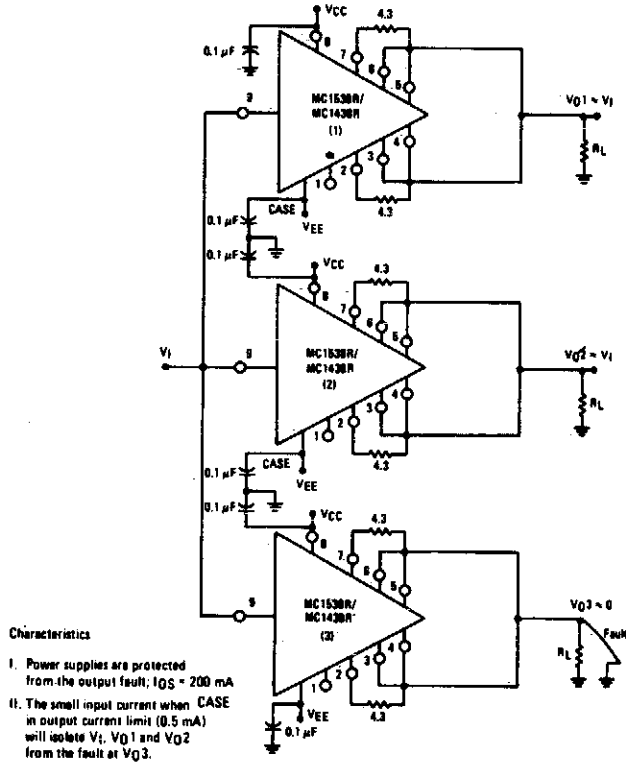 VCC
0.1 µF
8
7
4.3
6
5
9
MC1538R/
MC1438R
(1)
VO1 ≈ VI
4
3
2
1
RL
4.3
CASE
VEE
0.1 µF
0.1 µF
VCC
8
7
4.3
6
5
VI
9
MC1538R/
MC1438R
(2)
VO2 ≈ VI
4
3
2
1
RL
4.3
CASE
VEE
0.1 µF
0.1 µF
VCC
8
7
4.3
6
5
9
MC1538R/
MC1438R
(3)
VO3 ≈ 0
Fault
4
3
2
1
RL
4.3
CASE
VEE
0.1 µF
Characteristics
I. Power supplies are protected
from the output fault; IOS = 200 mA
II. The small input current when
in output current limit (0.5 mA)
will isolate VI, VO1 and VO2
from the fault at VO3.